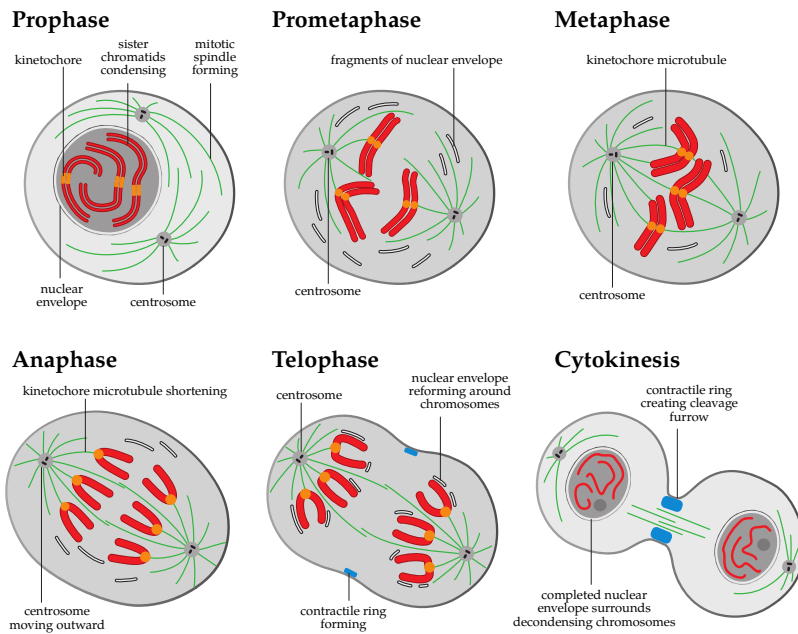 Prophase
kinetochore
sister
chromatids
condensing
mitotic
spindle
forming
nuclear
envelope
centrosome
Prometaphase
fragments of nuclear envelope
centrosome
Metaphase
kinetochore microtubule
centrosome
Anaphase
kinetochore microtubule shortening
centrosome
moving outward
Telophase
centrosome
nuclear envelope
reforming around
chromosomes
contractile ring
forming
Cytokinesis
contractile ring
creating cleavage
furrow
completed nuclear
envelope surrounds
decondensing chromosomes